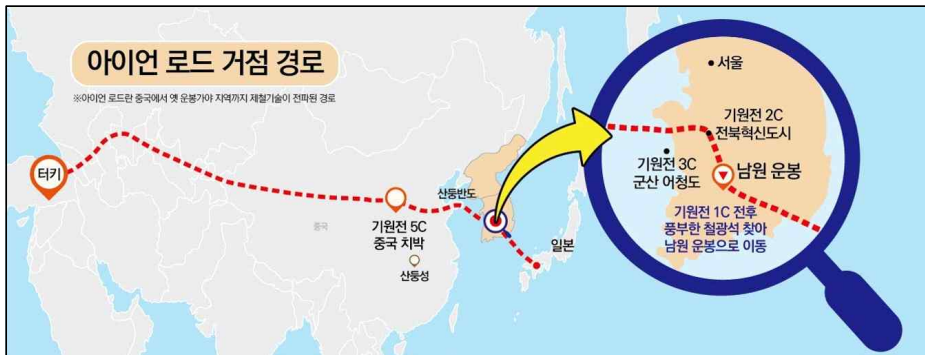 아이언 로드 거점 경로
※아이언 로드란 중국에서 옛 운봉가야 지역까지 제철기술이 전파된 경로
터키
중국
기원전 5C
중국 치박
산둥성
산둥반도
일본
서울
기원전 2C
전북혁신도시
기원전 3C
군산 어청도
남원 운봉
기원전 1C 전후
풍부한 철광석 찾아
남원 운봉으로 이동